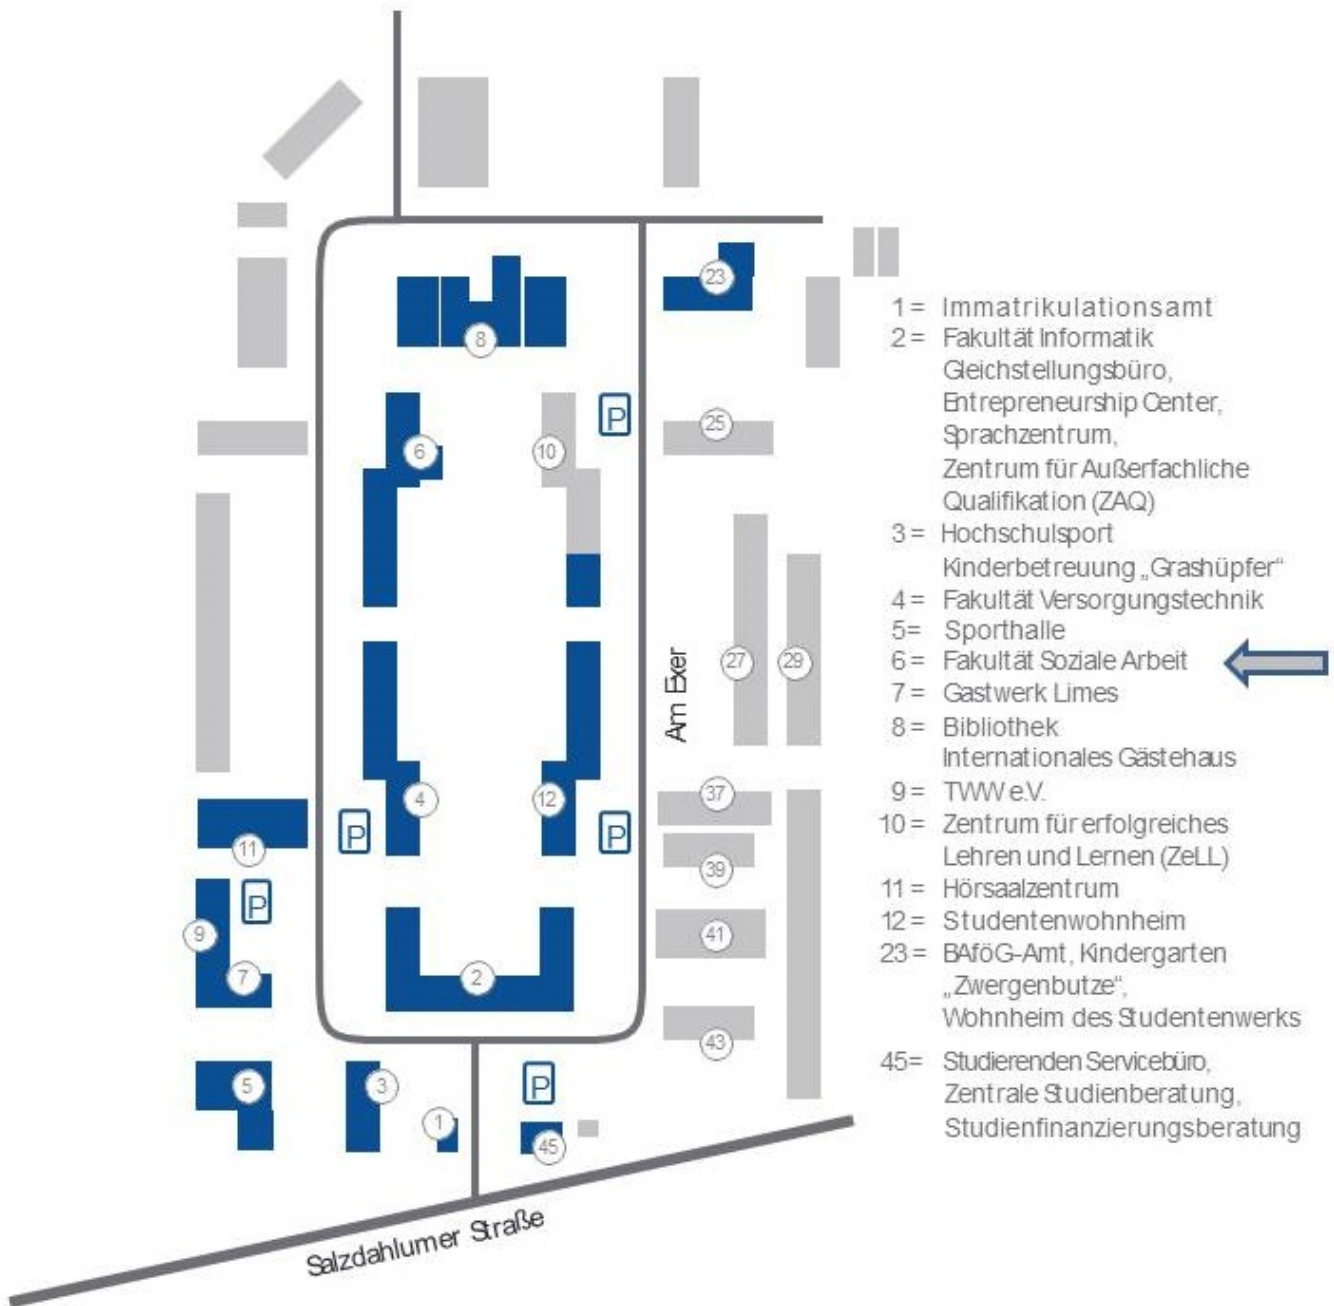 23
8
P
25
6
10
27
29
Am Exer
37
4
12
P
P
11
39
P
9
41
7
2
43
5
3
P
1
45
Salzdahlumer Straße
1 = Immatrikulationsamt
2 = Fakultät Informatik
Gleichstellungsbüro,
Entrepreneurship Center,
Sprachzentrum,
Zentrum für Außerfachliche
Qualifikation (ZAQ)
3 = Hochschulsport
Kinderbetreuung „Grashüpfer“
4 = Fakultät Versorgungstechnik
5= Sporthalle
6 = Fakultät Soziale Arbeit
7 = Gastwerk Limes
8 = Bibliothek
Internationales Gästehaus
9 = TWW e.V.
10 = Zentrum für erfolgreiches
Lehren und Lernen (ZeLL)
11 = Hörsaalzentrum
12 = Studentenwohnheim
23 = BAföG-Amt, Kindergarten
„Zwergenbutze“,
Wohnheim des Studentenwerks
45= Studierenden Servicebüro,
Zentrale Studienberatung,
Studienfinanzierungsberatung